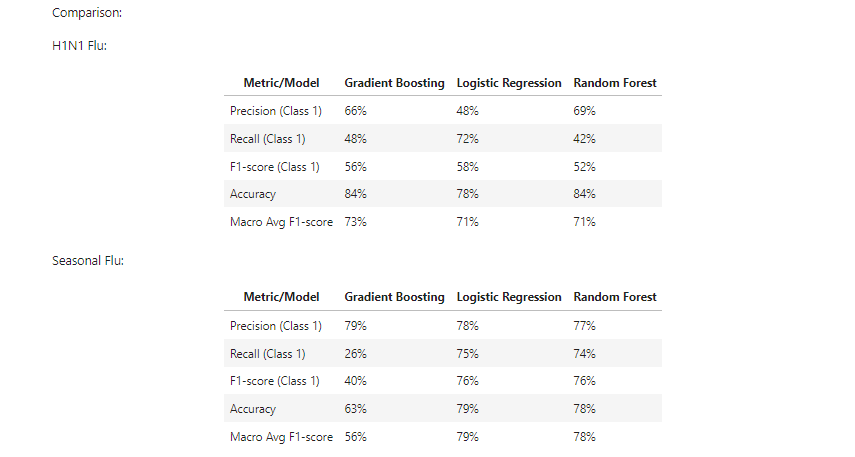 Comparison:
H1N1 Flu:
Metric/Model Gradient Boosting Logistic Regression Random Forest
Precision (Class 1) 66% 48% 69%
Recall (Class 1) 48% 72% 42%
F1-score (Class 1) 56% 58% 52%
Accuracy 84% 78% 84%
Macro Avg F1-score 73% 71% 71%
Seasonal Flu:
Metric/Model Gradient Boosting Logistic Regression Random Forest
Precision (Class 1) 79% 78% 77%
Recall (Class 1) 26% 75% 74%
F1-score (Class 1) 40% 76% 76%
Accuracy 63% 79% 78%
Macro Avg F1-score 56% 79% 78%